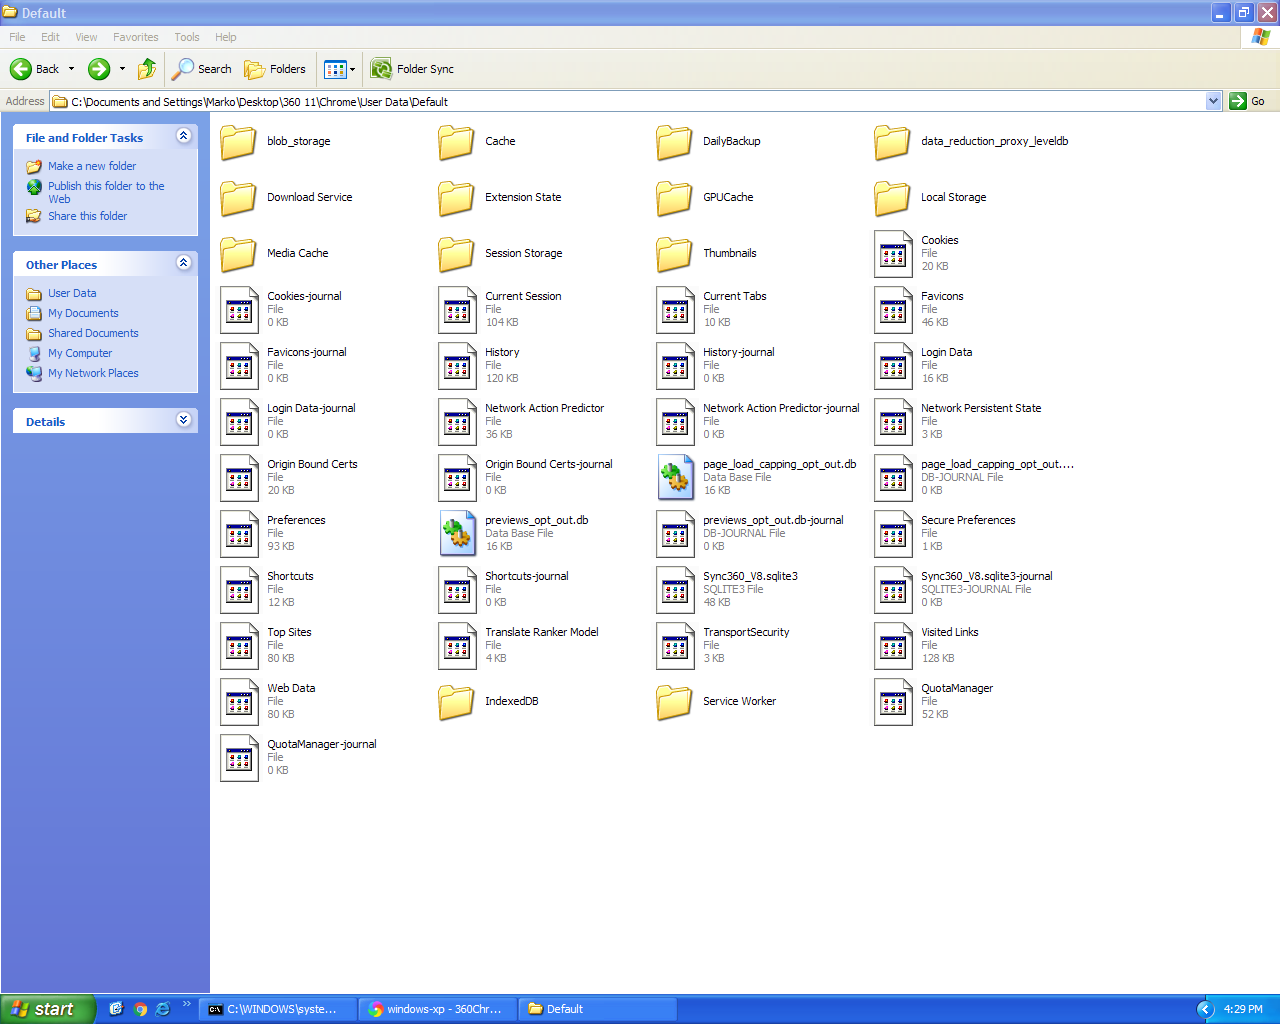 Default
File Edit View Favorites Tools Help
Back Search Folders Folder Sync
Address C:\Documents and Settings\Marko\Desktop\360 11\Chrome\User Data\Default Go
File and Folder Tasks
Make a new folder
Publish this folder to the
Web
Share this folder
Other Places
User Data
My Documents
Shared Documents
My Computer
My Network Places
Details
blob_storage
Cache
DailyBackup
data_reduction_proxy_leveldb
Download Service
Extension State
GPUCache
Local Storage
Media Cache
Session Storage
Thumbnails
Cookies
File
20 KB
Cookies-journal
File
0 KB
Current Session
File
104 KB
Current Tabs
File
10 KB
Favicons
File
46 KB
Favicons-journal
File
0 KB
History
File
120 KB
History-journal
File
0 KB
Login Data
File
16 KB
Login Data-journal
File
0 KB
Network Action Predictor
File
36 KB
Network Action Predictor-journal
File
0 KB
Network Persistent State
File
3 KB
Origin Bound Certs
File
20 KB
Origin Bound Certs-journal
File
0 KB
page_load_capping_opt_out.db
Data Base File
16 KB
page_load_capping_opt_out....
DB-JOURNAL File
0 KB
Preferences
File
93 KB
previews_opt_out.db
Data Base File
16 KB
previews_opt_out.db-journal
DB-JOURNAL File
0 KB
Secure Preferences
File
1 KB
Shortcuts
File
12 KB
Shortcuts-journal
File
0 KB
Sync360_V8.sqlite3
SQLITE3 File
48 KB
Sync360_V8.sqlite3-journal
SQLITE3-JOURNAL File
0 KB
Top Sites
File
80 KB
Translate Ranker Model
File
4 KB
TransportSecurity
File
3 KB
Visited Links
File
128 KB
Web Data
File
80 KB
IndexedDB
Service Worker
QuotaManager
File
52 KB
QuotaManager-journal
File
0 KB
start C:\WINDOWS\syste... windows-xp - 360Chr... Default 4:29 PM